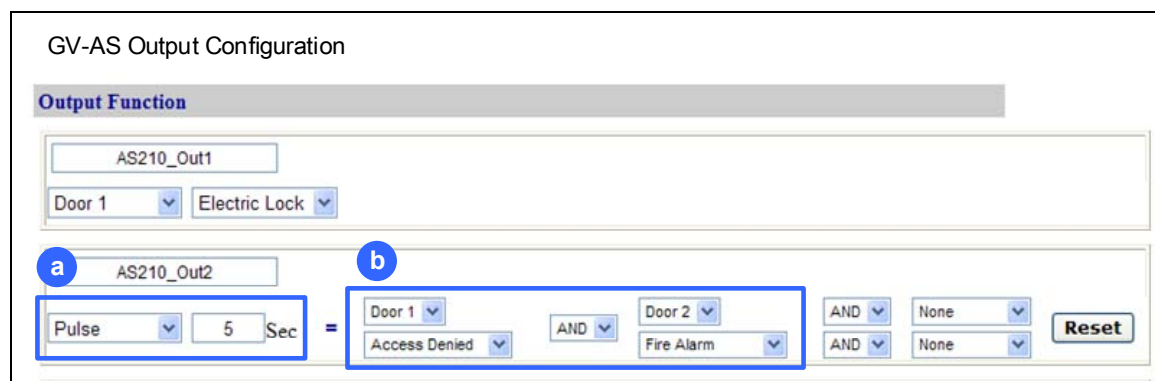 GV-AS Output Configuration
Output Function
AS210_Out1
Door 1 Electric Lock
a AS210_Out2 b
Door 1 Door 2 AND None
Pulse 5 Sec = AND Reset
Access Denied Fire Alarm AND None